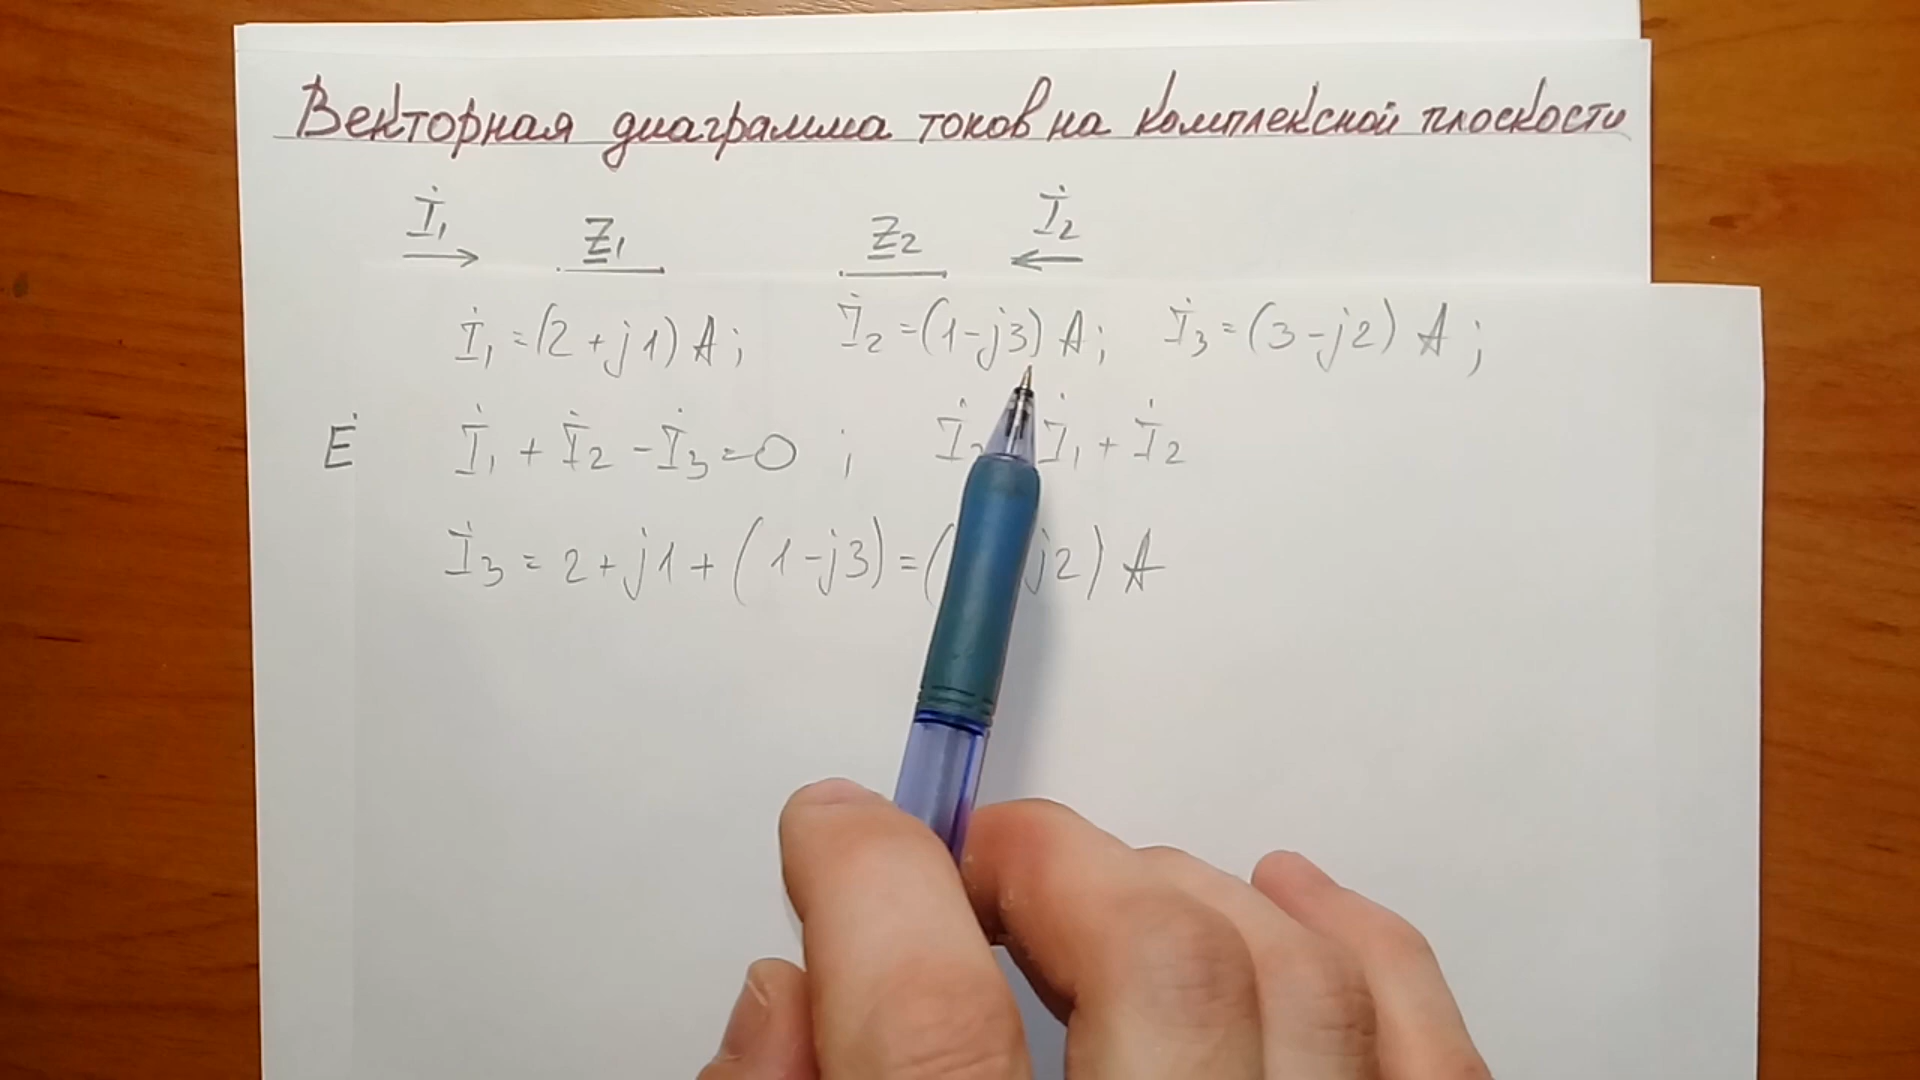 Векторная диаграмма токов на комплексной плоскости
İ₁ Z₁ Z₂ İ₂
İ₁ = (2 + j1) A; İ₂ = (1 - j3) A; İ₃ = (3 - j2) A;
Ė İ₁ + İ₂ - İ₃ = 0 ; İ İ₁ + İ₂
İ₃ = 2 + j1 + (1 - j3) = ( j2) A